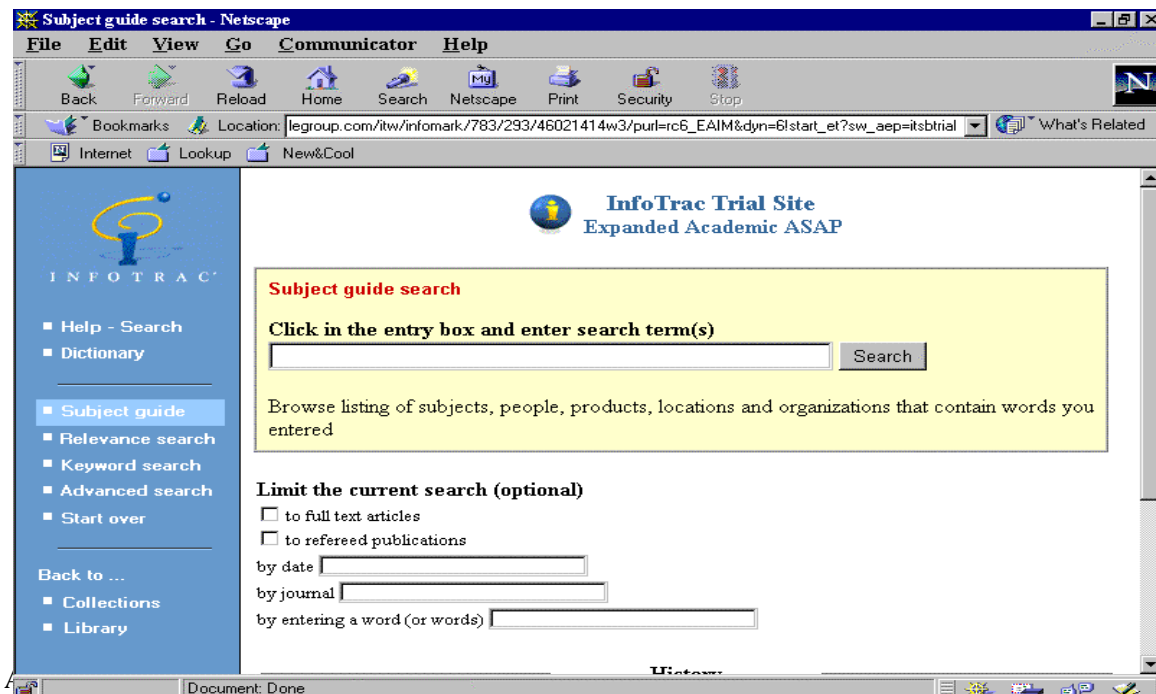 Subject guide search - Netscape
File Edit View Go Communicator Help
Back Forward Reload Home Search Netscape Print Security Stop
My
N
Bookmarks Location: legroup.com/itw/infomark/783/293/46021414w3/purl=rc6_EAIM&dyn=6!start_et?sw_aep=itsbtrial What's Related
Internet Lookup New&Cool
INFOTRAC
Help - Search
Dictionary
Subject guide
Relevance search
Keyword search
Advanced search
Start over
Back to ...
Collections
Library
InfoTrac Trial Site
Expanded Academic ASAP
Subject guide search
Click in the entry box and enter search term(s)
Search
Browse listing of subjects, people, products, locations and organizations that contain words you
entered
Limit the current search (optional)
to full text articles
to refereed publications
by date
by journal
by entering a word (or words)
History
Document: Done